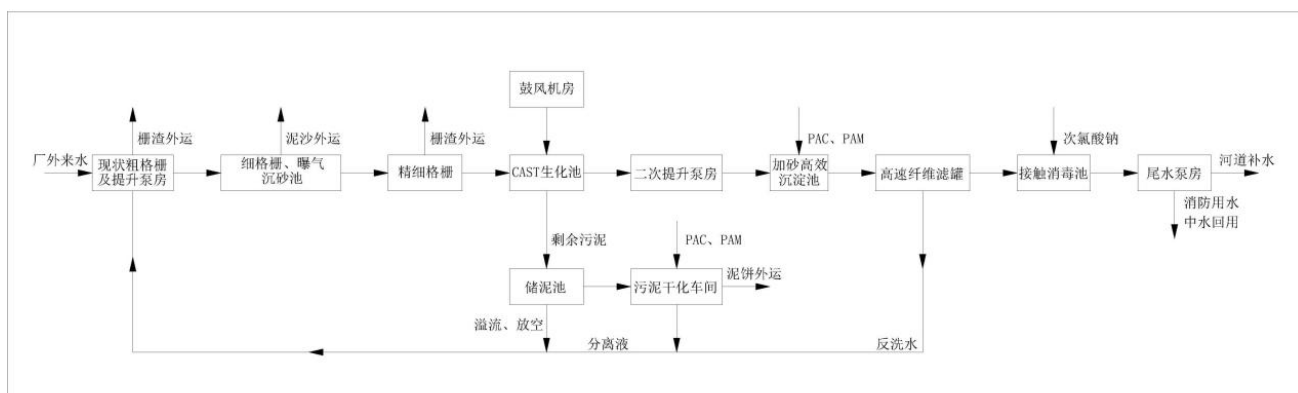 鼓风机房
栅渣外运
泥沙外运
栅渣外运
PAC、PAM
次氯酸钠
厂外来水
现状粗格栅
及提升泵房
细格栅、曝气
沉砂池
精细格栅
CAST生化池
二次提升泵房
加砂高效
沉淀池
高速纤维滤罐
接触消毒池
尾水泵房
河道补水
消防用水
中水回用
剩余污泥
PAC、PAM
储泥池
污泥干化车间
泥饼外运
溢流、放空
分离液
反洗水